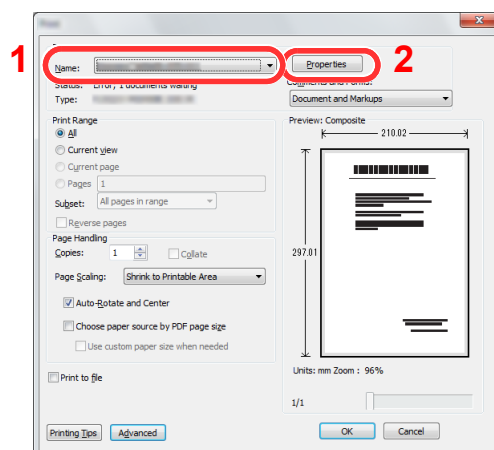 1
Name:
Properties
2
Status: Error; 1 documents waiting
Type:
Document and Markups
Print Range
All
Current view
Current page
Pages 1
Subset: All pages in range
Reverse pages
Page Handling
Copies: 1 Collate
Page Scaling: Shrink to Printable Area
Auto-Rotate and Center
Choose paper source by PDF page size
Use custom paper size when needed
Print to file
Preview: Composite
210.02
297.01
Units: mm Zoom : 96%
1/1
Printing Tips
Advanced
OK
Cancel